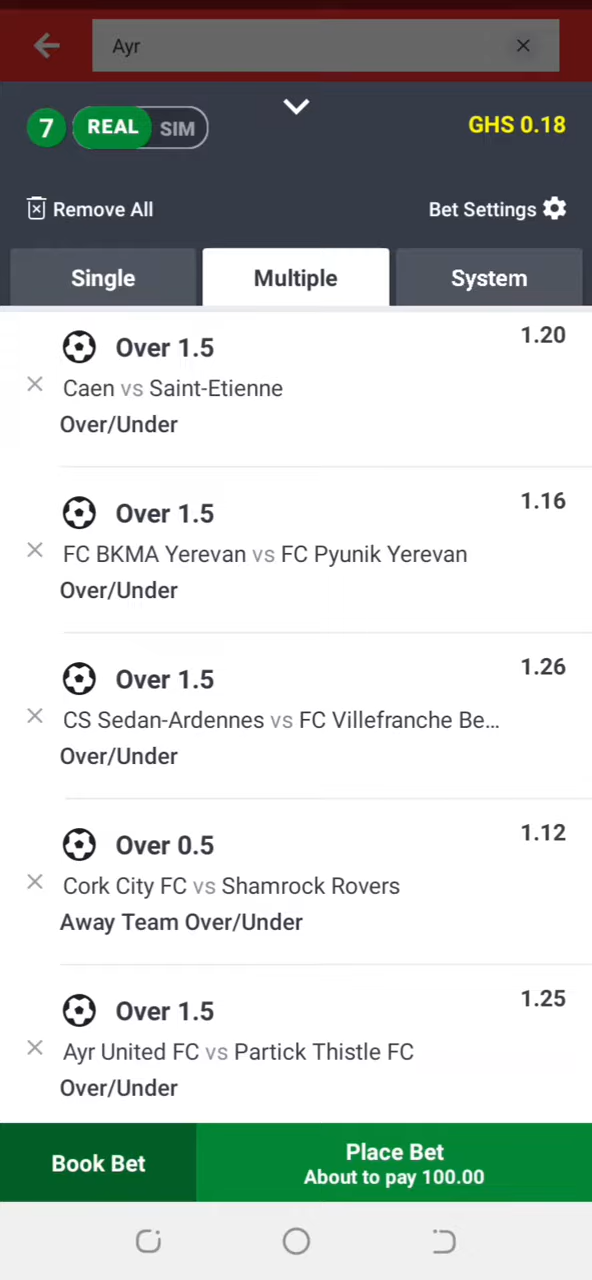 Ayr
7 REAL SIM GHS 0.18
Remove All Bet Settings
Single Multiple System
Over 1.5 1.20
Caen vs Saint-Etienne
Over/Under
Over 1.5 1.16
FC BKMA Yerevan vs FC Pyunik Yerevan
Over/Under
Over 1.5 1.26
CS Sedan-Ardennes vs FC Villefranche Be...
Over/Under
Over 0.5 1.12
Cork City FC vs Shamrock Rovers
Away Team Over/Under
Over 1.5 1.25
Ayr United FC vs Partick Thistle FC
Over/Under
Book Bet Place Bet
About to pay 100.00